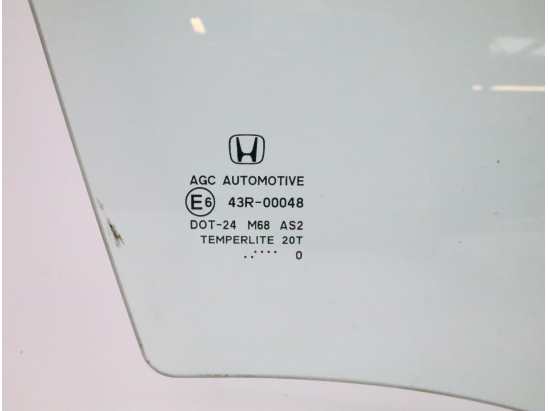 AGC AUTOMOTIVE
E6 43R-00048
DOT-24 M68 AS2
TEMPERLITE 20T
..···· 0